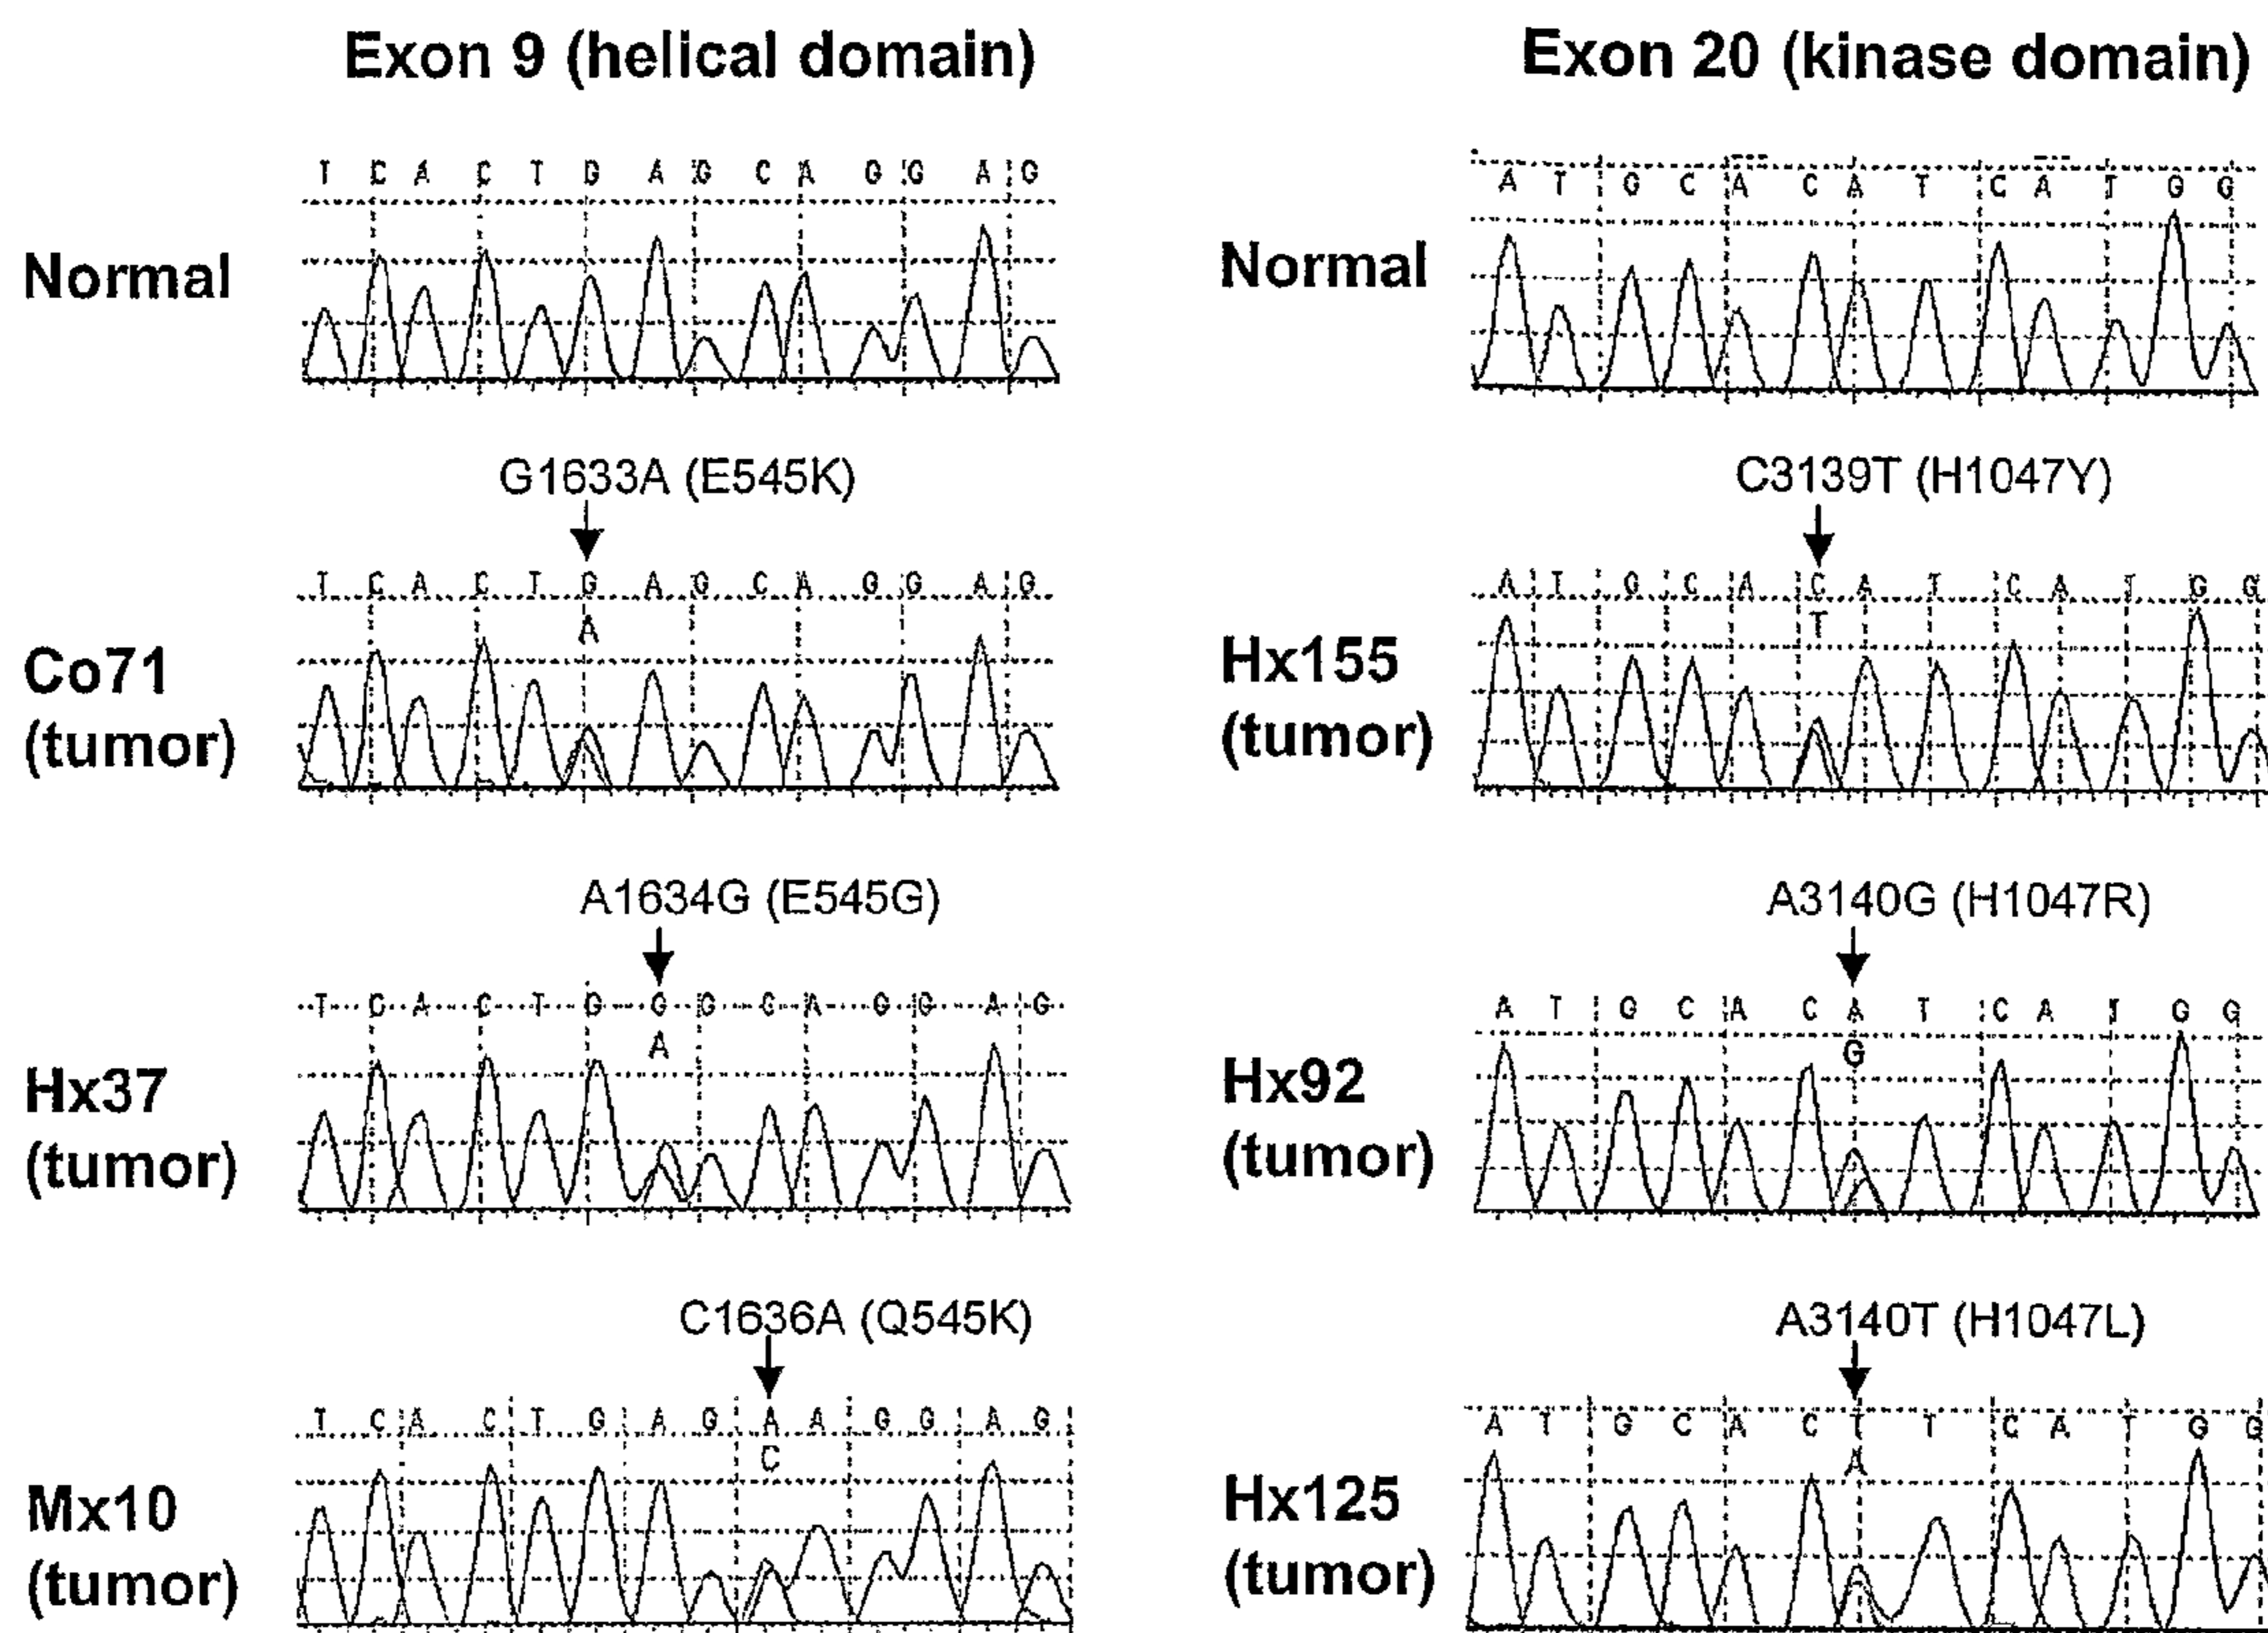 Exon 9 (helical domain)
T C A C T G A G C A G G A G
Normal
G1633A (E545K)
T C A C T G A G C A G G A G
A
Co71
(tumor)
A1634G (E545G)
T C A C T G G G C A G G A G
A
Hx37
(tumor)
C1636A (Q545K)
T C A C T G A G A A G G A G
C
Mx10
(tumor)
Exon 20 (kinase domain)
A T G C A C A T C A T G G
Normal
C3139T (H1047Y)
A T G C A C A T C A T G G
T
Hx155
(tumor)
A3140G (H1047R)
A T G C A C A T C A T G G
G
Hx92
(tumor)
A3140T (H1047L)
A T G C A C T T C A T G G
A
Hx125
(tumor)